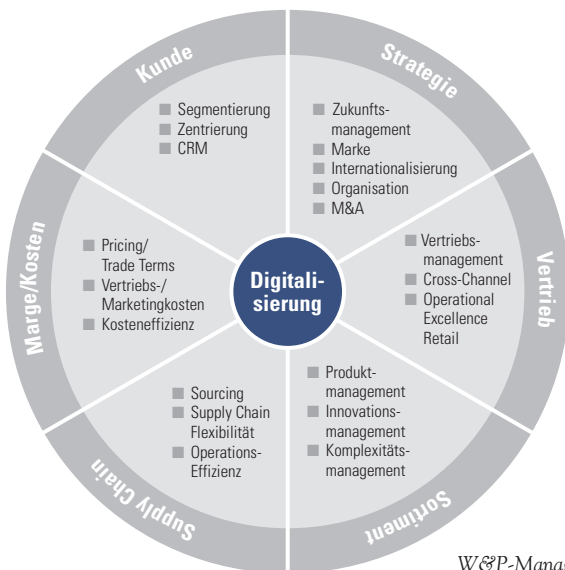 Kunde
■ Segmentierung
■ Zentrierung
■ CRM
Strategie
■ Zukunfts-
management
■ Marke
■ Internationalisierung
■ Organisation
■ M&A
Vertrieb
■ Vertriebs-
management
■ Cross-Channel
■ Operational
Excellence
Retail
Sortiment
■ Produkt-
management
■ Innovations-
management
■ Komplexitäts-
management
Supply Chain
■ Sourcing
■ Supply Chain
Flexibilität
■ Operations-
Effizienz
Marge/Kosten
■ Pricing/
Trade Terms
■ Vertriebs-/
Marketingkosten
■ Kosteneffizienz
Digitali-
sierung
W&P-Manag